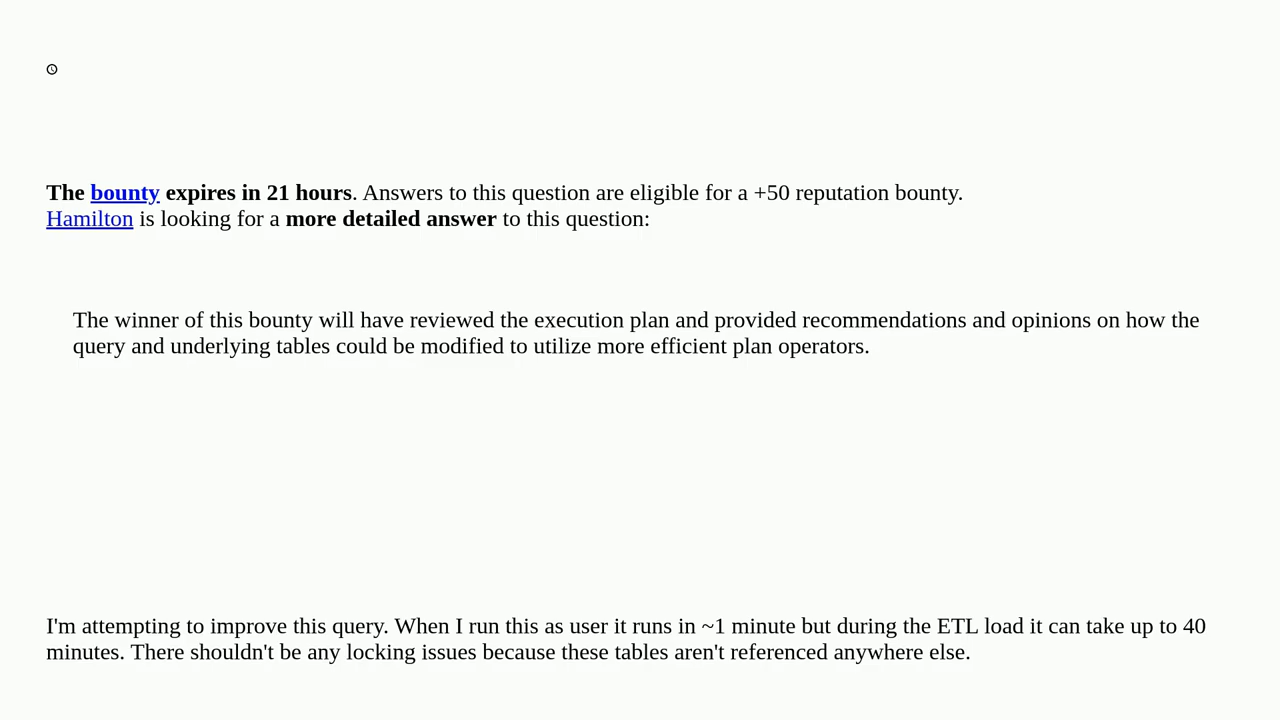 The bounty expires in 21 hours. Answers to this question are eligible for a +50 reputation bounty.
Hamilton is looking for a more detailed answer to this question:
The winner of this bounty will have reviewed the execution plan and provided recommendations and opinions on how the
query and underlying tables could be modified to utilize more efficient plan operators.
I'm attempting to improve this query. When I run this as user it runs in ~1 minute but during the ETL load it can take up to 40
minutes. There shouldn't be any locking issues because these tables aren't referenced anywhere else.